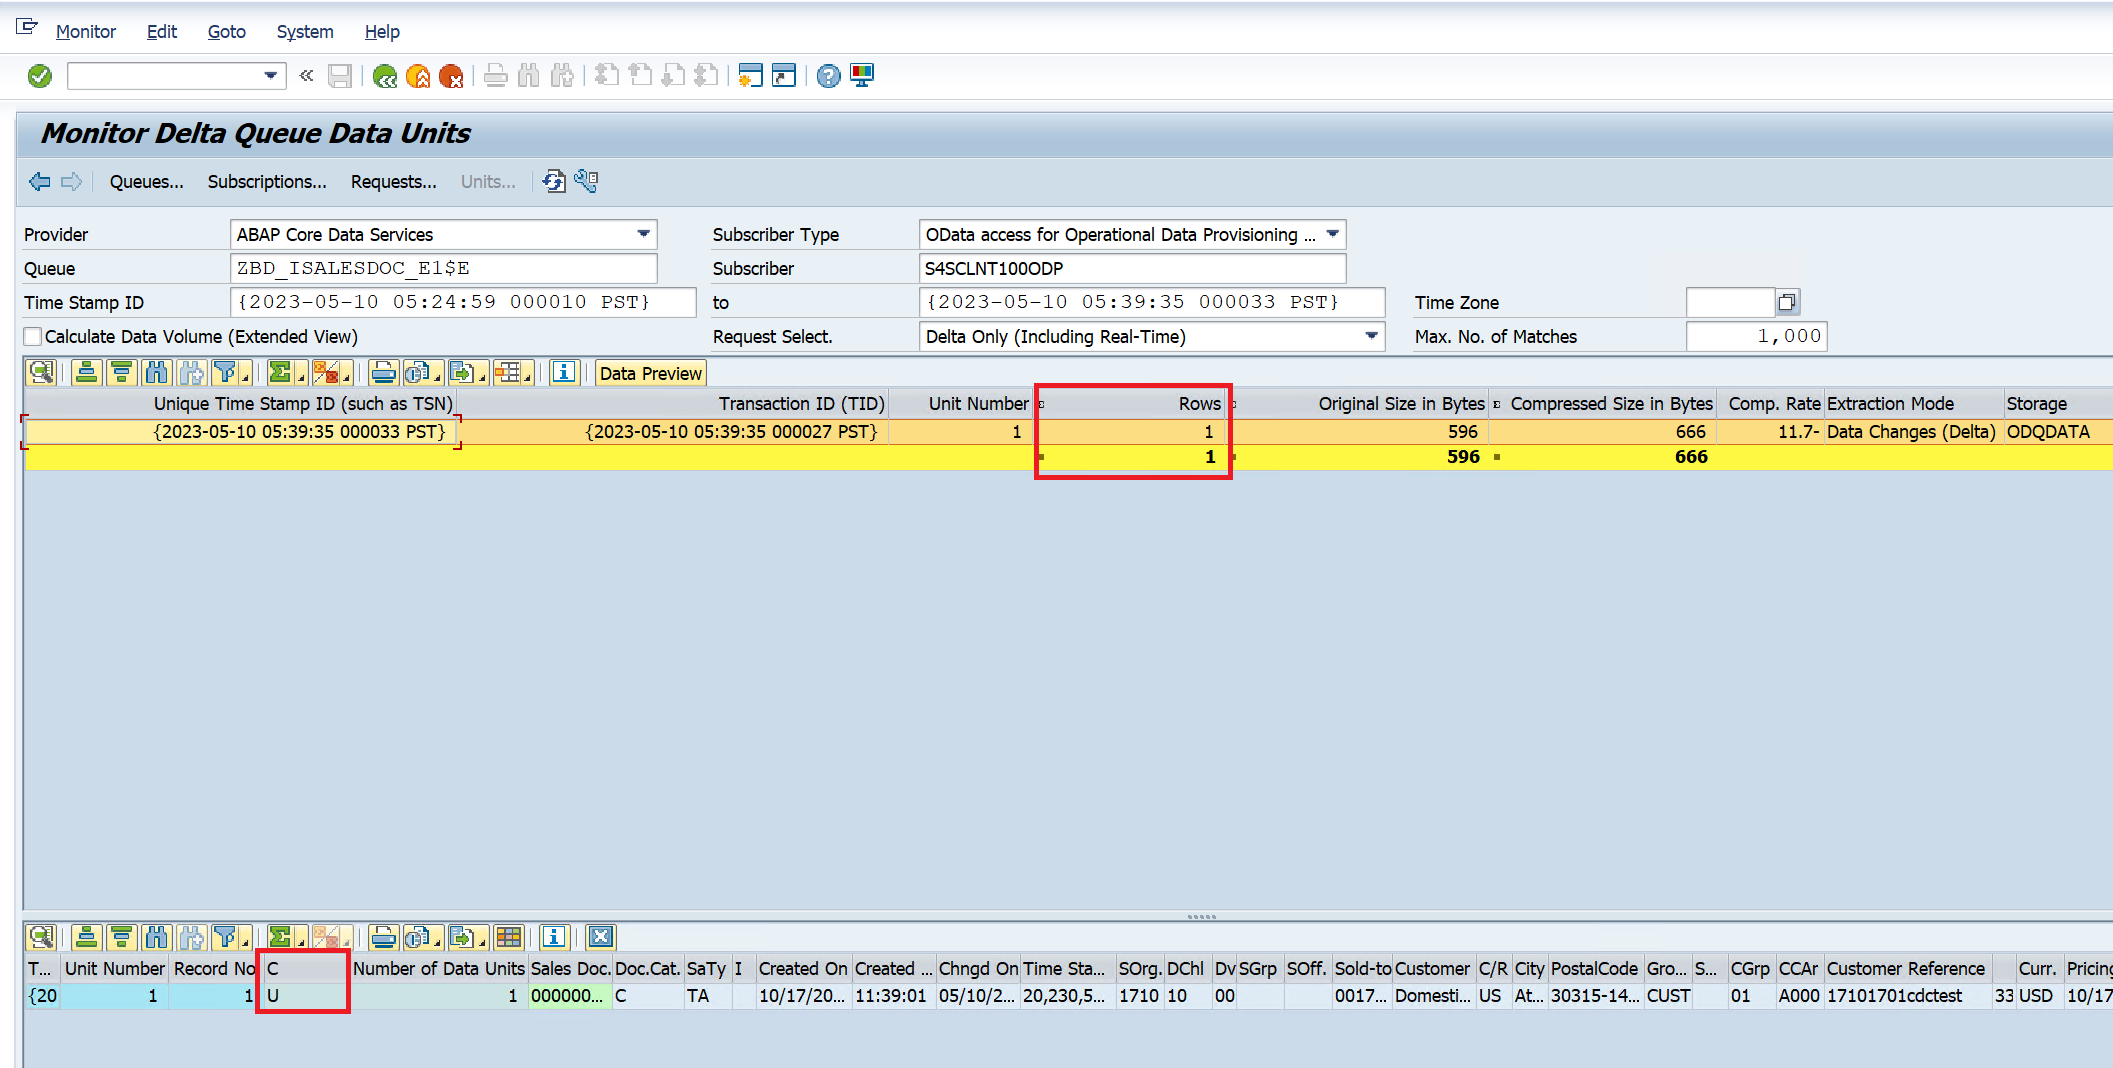 Monitor Edit Goto System Help
Monitor Delta Queue Data Units
Queues... Subscriptions... Requests... Units...
Provider ABAP Core Data Services Subscriber Type OData access for Operational Data Provisioning ...
Queue ZBD_ISALESDOC_E1$E Subscriber S4SCLNT100ODP
Time Stamp ID {2023-05-10 05:24:59 000010 PST} to {2023-05-10 05:39:35 000033 PST} Time Zone
Calculate Data Volume (Extended View) Request Select. Delta Only (Including Real-Time) Max. No. of Matches 1,000
Data Preview
Unique Time Stamp ID (such as TSN) Transaction ID (TID) Unit Number Rows Original Size in Bytes Compressed Size in Bytes Comp. Rate Extraction Mode Storage
{2023-05-10 05:39:35 000033 PST} {2023-05-10 05:39:35 000027 PST} 1 1 596 666 11.7- Data Changes (Delta) ODQDATA
1 596 666
T... Unit Number Record No C Number of Data Units Sales Doc. Doc.Cat. SaTy I Created On Created ... Chngd On Time Sta... SOrg. DChl Dv SGrp SOff. Sold-to Customer C/R City PostalCode Gro... S... CGrp CCAr Customer Reference Curr. Pricing
{20 1 1 U 1 000000... C TA 10/17/20... 11:39:01 05/10/2... 20,230,5... 1710 10 00 0017... Domesti... US At... 30315-14... CUST 01 A000 17101701cdctest 33 USD 10/17